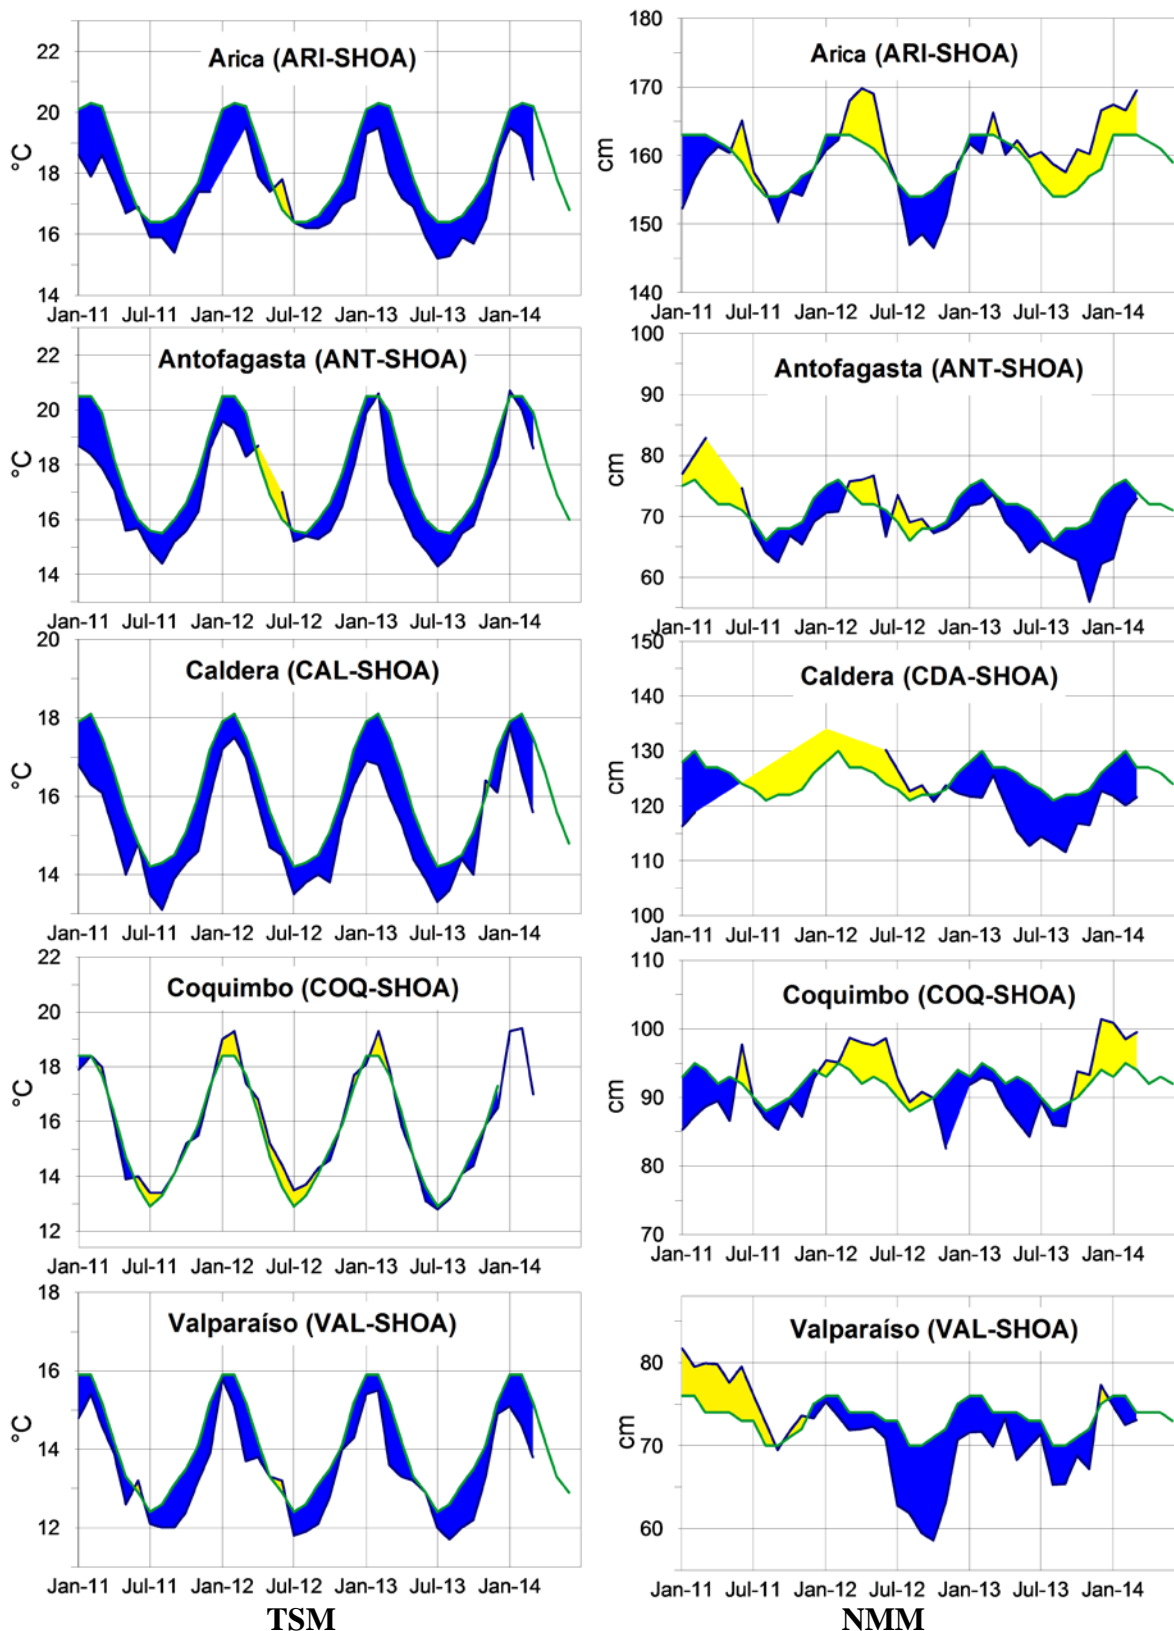 Arica (ARI-SHOA)
°C
22
20
18
16
14
Jan-11 Jul-11 Jan-12 Jul-12 Jan-13 Jul-13 Jan-14
Arica (ARI-SHOA)
cm
180
170
160
150
140
Jan-11 Jul-11 Jan-12 Jul-12 Jan-13 Jul-13 Jan-14
Antofagasta (ANT-SHOA)
°C
22
20
18
16
14
Jan-11 Jul-11 Jan-12 Jul-12 Jan-13 Jul-13 Jan-14
Antofagasta (ANT-SHOA)
cm
100
90
80
70
60
Jan-11 Jul-11 Jan-12 Jul-12 Jan-13 Jul-13 Jan-14
Caldera (CAL-SHOA)
°C
20
18
16
14
Jan-11 Jul-11 Jan-12 Jul-12 Jan-13 Jul-13 Jan-14
Caldera (CDA-SHOA)
cm
150
140
130
120
110
100
Jan-11 Jul-11 Jan-12 Jul-12 Jan-13 Jul-13 Jan-14
Coquimbo (COQ-SHOA)
°C
22
20
18
16
14
12
Jan-11 Jul-11 Jan-12 Jul-12 Jan-13 Jul-13 Jan-14
Coquimbo (COQ-SHOA)
cm
110
100
90
80
70
Jan-11 Jul-11 Jan-12 Jul-12 Jan-13 Jul-13 Jan-14
Valparaíso (VAL-SHOA)
°C
18
16
14
12
Jan-11 Jul-11 Jan-12 Jul-12 Jan-13 Jul-13 Jan-14
Valparaíso (VAL-SHOA)
cm
80
70
60
Jan-11 Jul-11 Jan-12 Jul-12 Jan-13 Jul-13 Jan-14
TSM
NMM